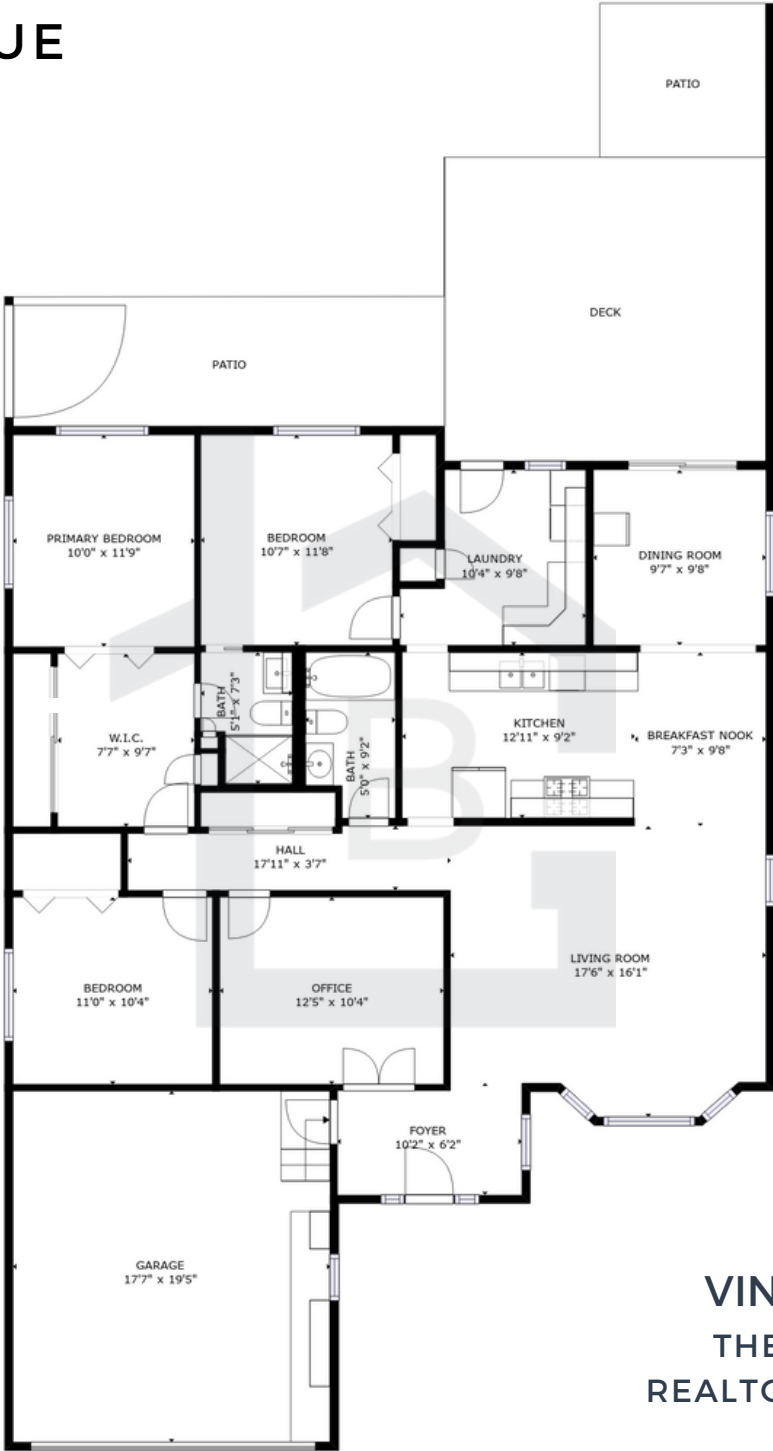 UE
PATIO
DECK
PATIO
PRIMARY BEDROOM
10'0" x 11'9"
BEDROOM
10'7" x 11'8"
LAUNDRY
10'4" x 9'8"
DINING ROOM
9'7" x 9'8"
W.I.C.
7'7" x 9'7"
BATH
5'1" x 7'3"
BATH
5'0" x 9'2"
KITCHEN
12'11" x 9'2"
BREAKFAST NOOK
7'3" x 9'8"
HALL
17'11" x 3'7"
B
BEDROOM
11'0" x 10'4"
OFFICE
12'5" x 10'4"
LIVING ROOM
17'6" x 16'1"
FOYER
10'2" x 6'2"
GARAGE
17'7" x 19'5"
VIN
THE
REALTO